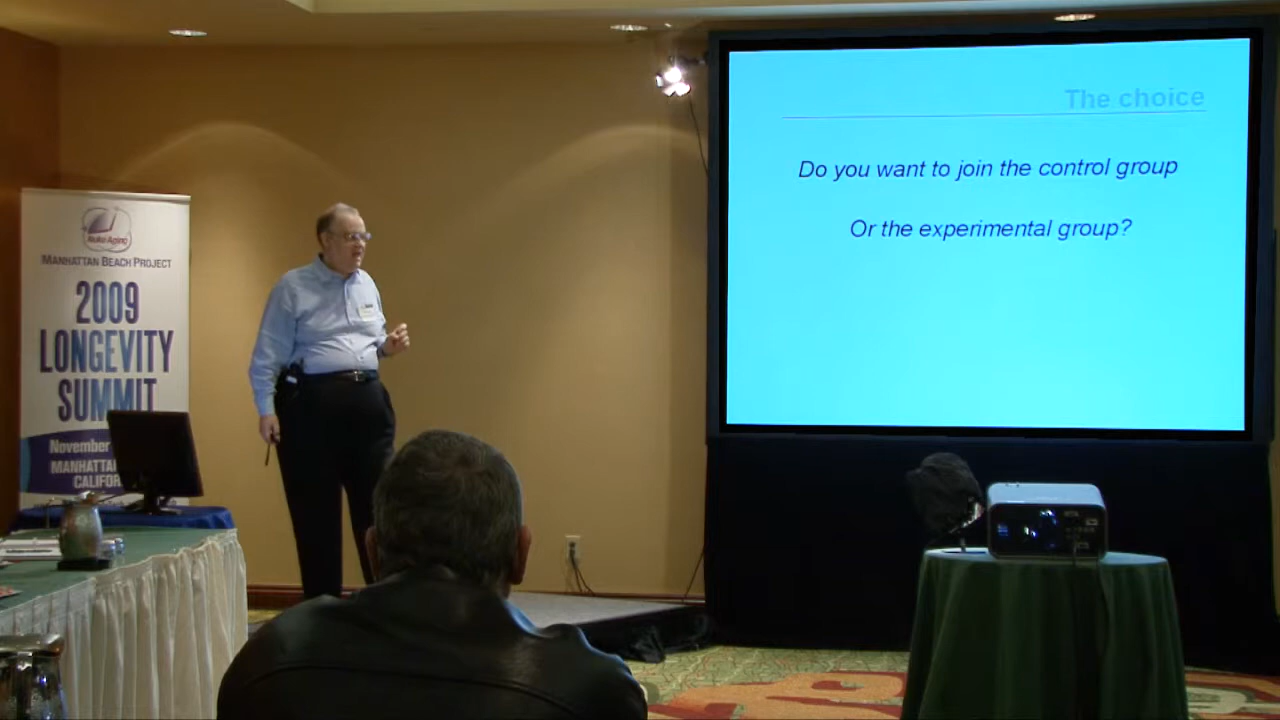 Manhattan Beach Project
2009
Longevity
Summit
November
Manhattan
Califor
The choice
Do you want to join the control group
Or the experimental group?